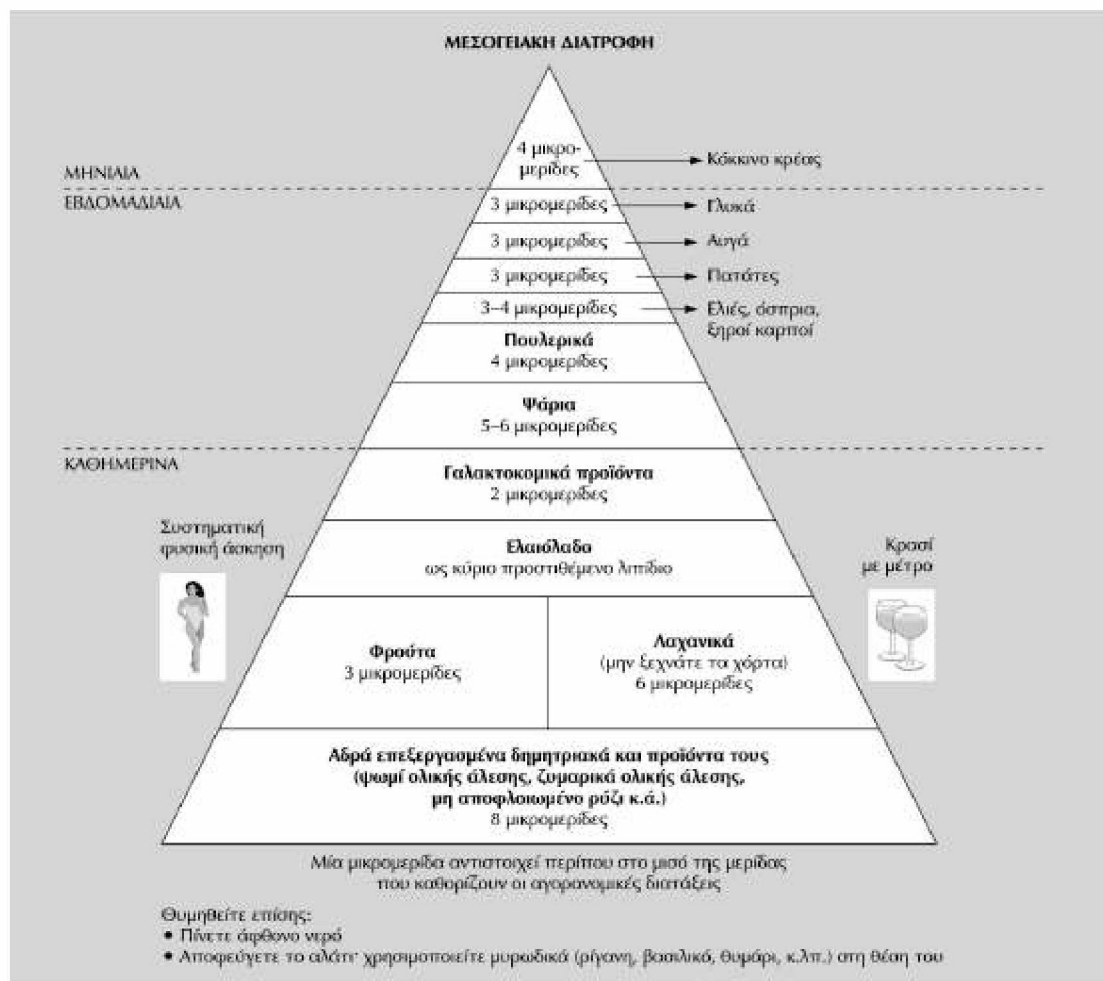 ΜΕΣΟΓΕΙΑΚΗ ΔΙΑΤΡΟΦΗ
4 μικρο-
μερίδες
Κόκκινο κρέας
ΜΗΝΙΑΙΑ
ΕΒΔΟΜΑΔΙΑΙΑ
3 μικρομερίδες
Γλυκά
3 μικρομερίδες
Αυγά
3 μικρομερίδες
Πατάτες
3–4 μικρομερίδες
Ελιές, όσπρια,
ξηροί καρποί
Πουλερικά
4 μικρομερίδες
Ψάρια
5–6 μικρομερίδες
ΚΑΘΗΜΕΡΙΝΑ
Γαλακτοκομικά προϊόντα
2 μικρομερίδες
Συστηματική
φυσική άσκηση
Ελαιόλαδο
ως κύριο προστιθέμενο λιπίδιο
Κρασί
με μέτρο
Φρούτα
3 μικρομερίδες
Λαχανικά
(μην ξεχνάτε τα χόρτα)
6 μικρομερίδες
Αδρά επεξεργασμένα δημητριακά και προϊόντα τους
(ψωμί ολικής άλεσης, ζυμαρικά ολικής άλεσης,
μη αποφλοιωμένο ρύζι κ.ά.)
8 μικρομερίδες
Μία μικρομερίδα αντιστοιχεί περίπου στο μισό της μερίδας
που καθορίζουν οι αγορανομικές διατάξεις
Θυμηθείτε επίσης:
• Πίνετε άφθονο νερό
• Αποφεύγετε το αλάτι· χρησιμοποιείτε μυρωδικά (ρίγανη, βασιλικό, θυμάρι, κ.λπ.) στη θέση του